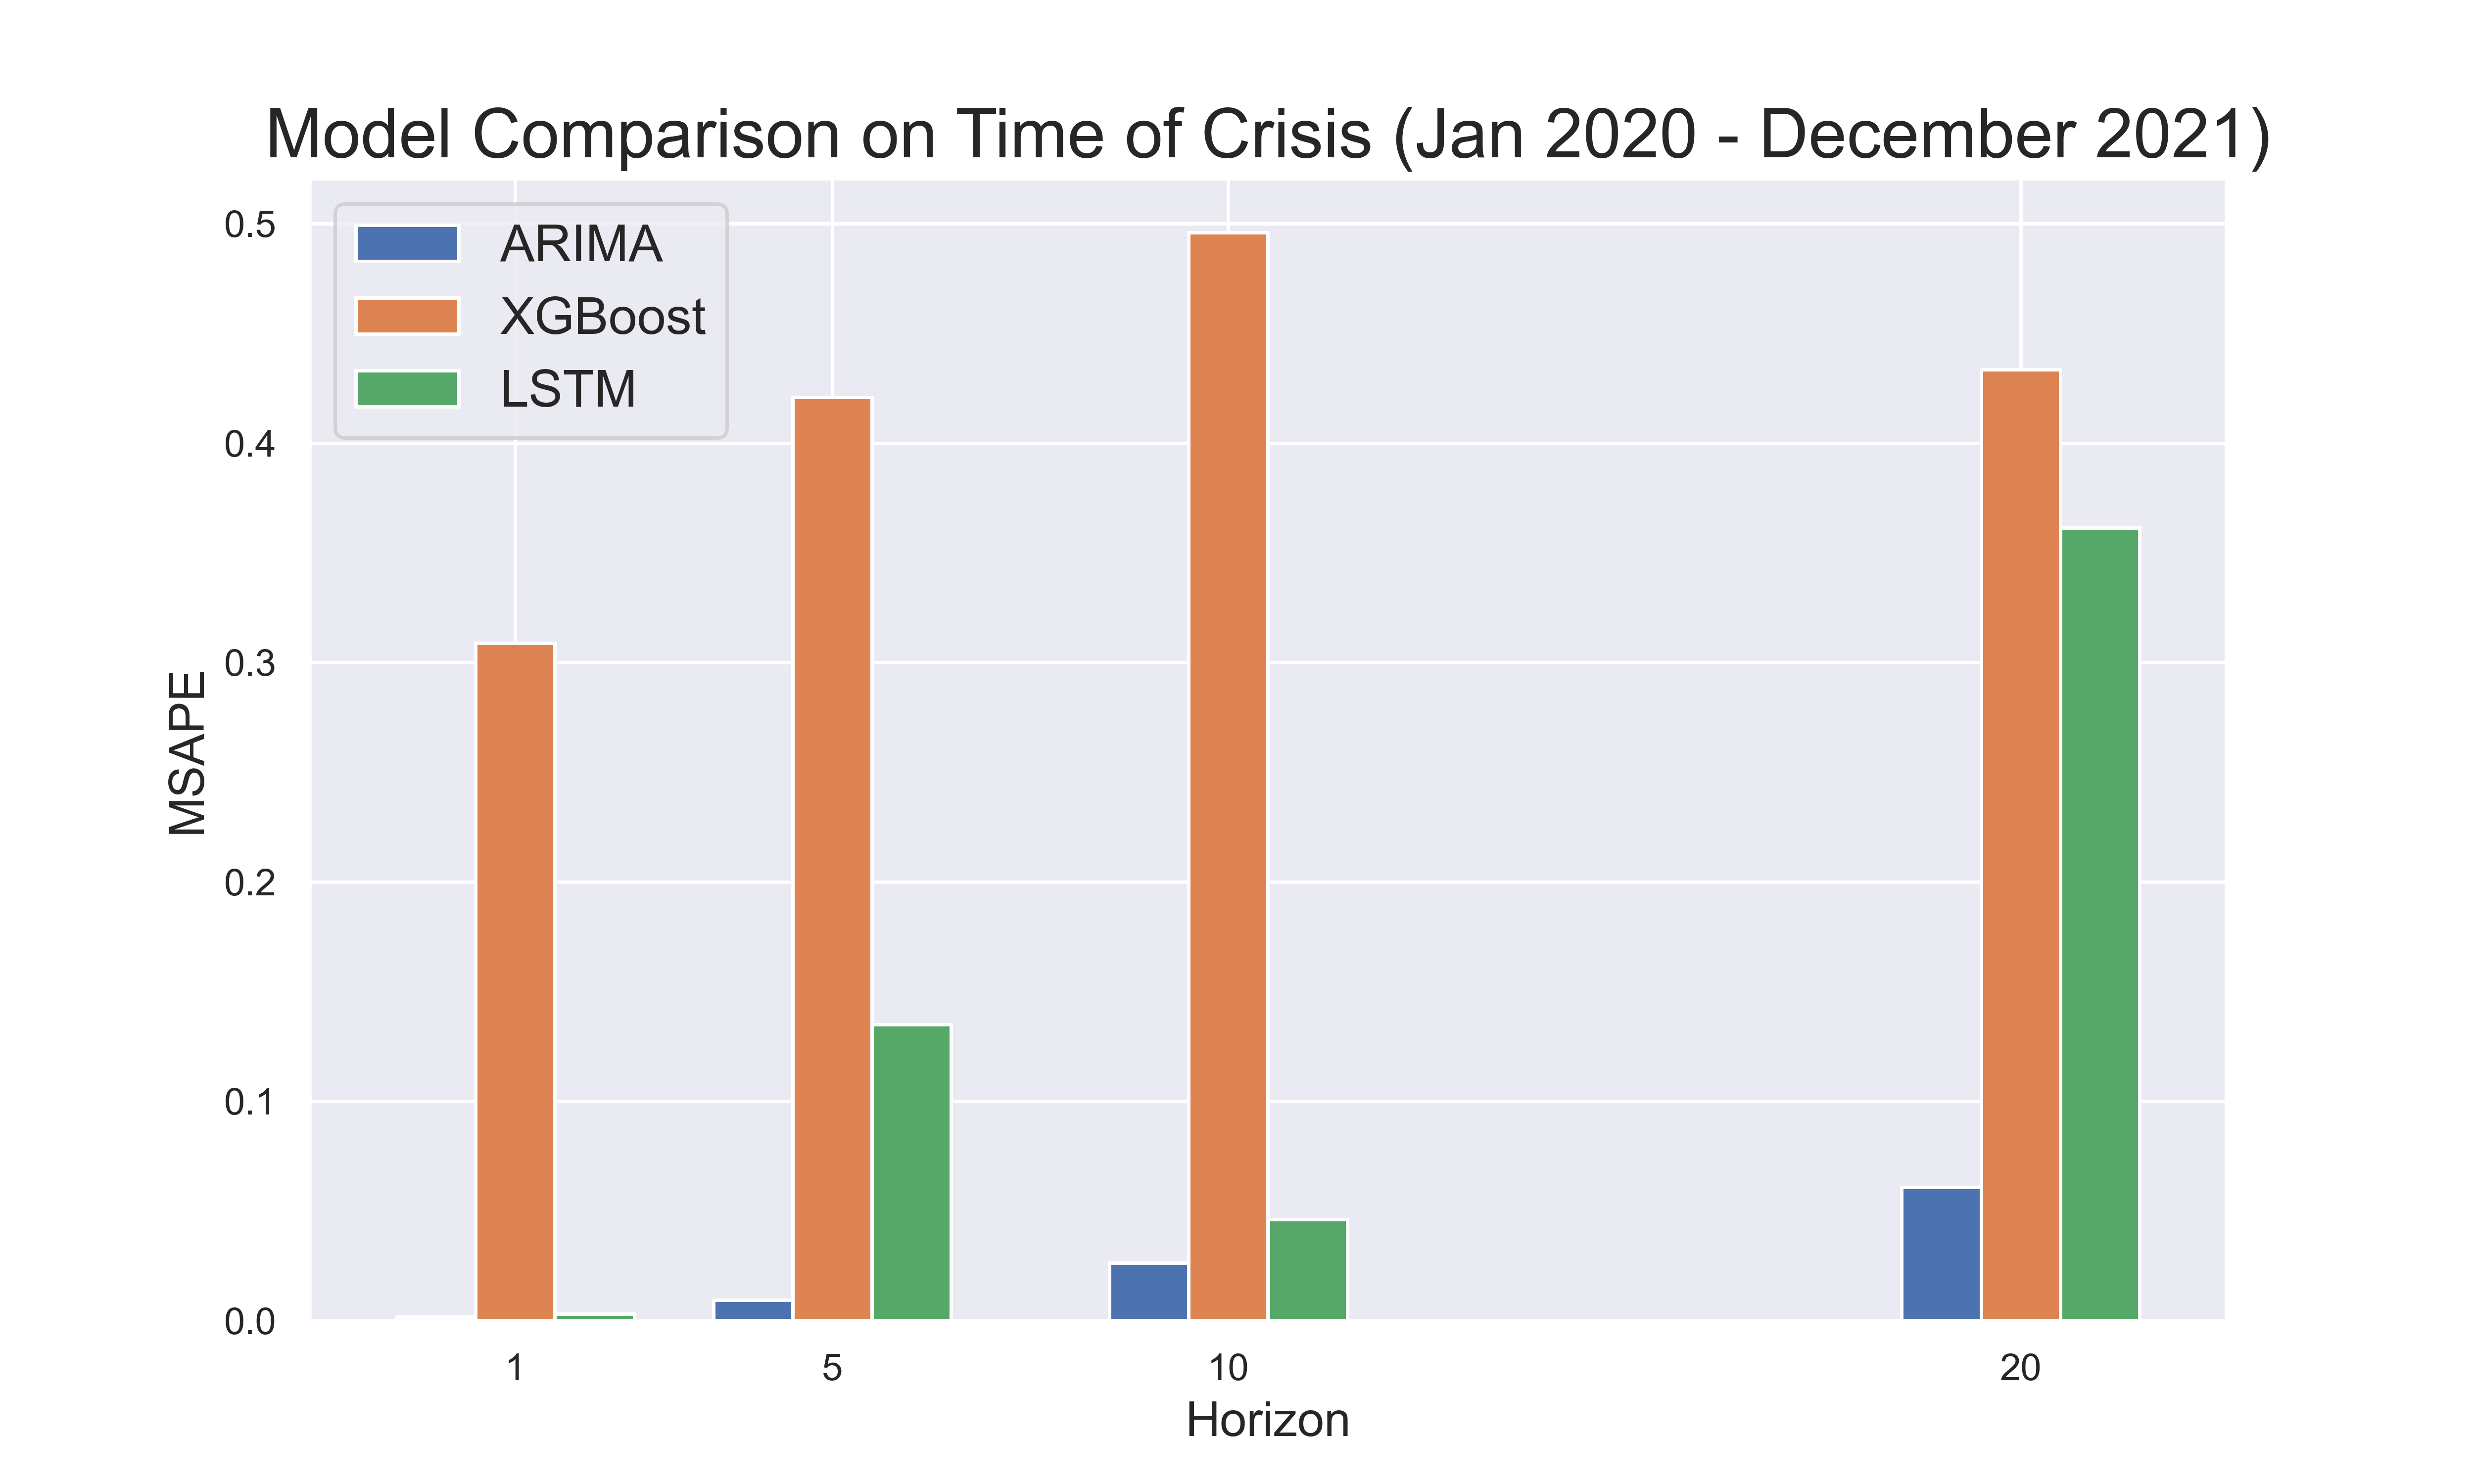 Model Comparison on Time of Crisis (Jan 2020 - December 2021)
ARIMA
XGBoost
LSTM
0.5
0.4
0.3
0.2
0.1
0.0
MSAPE
1 5 10 20
Horizon